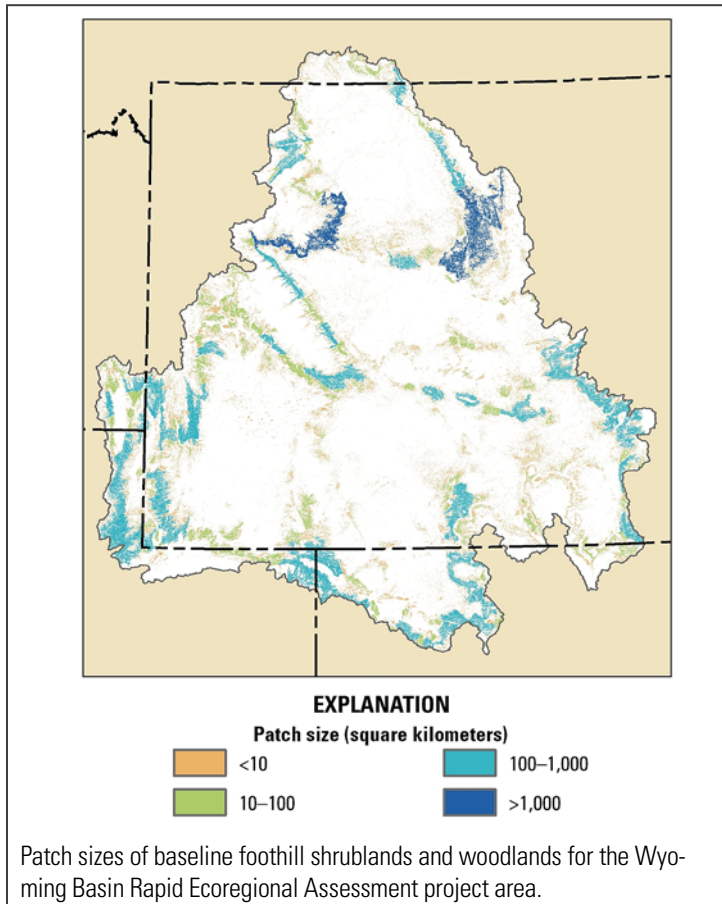 EXPLANATION
Patch size (square kilometers)
<10
100–1,000
10–100
>1,000
Patch sizes of baseline foothill shrublands and woodlands for the Wyo-
ming Basin Rapid Ecoregional Assessment project area.